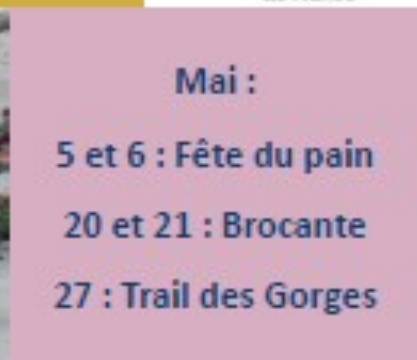 Mai :
5 et 6 : Fête du pain
20 et 21 : Brocante
27 : Trail des Gorges